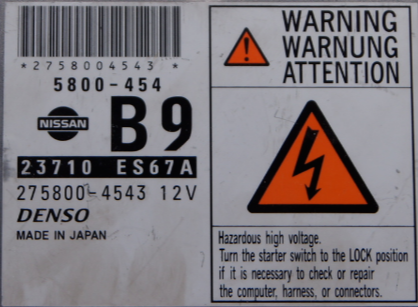 *2758004543*
5800-454
NISSAN
B9
23710 ES67A
275800-4543 12V
DENSO
MADE IN JAPAN
WARNING
WARNUNG
ATTENTION
Hazardous high voltage.
Turn the starter switch to the LOCK position
if it is necessary to check or repair
the computer, harness, or connectors.